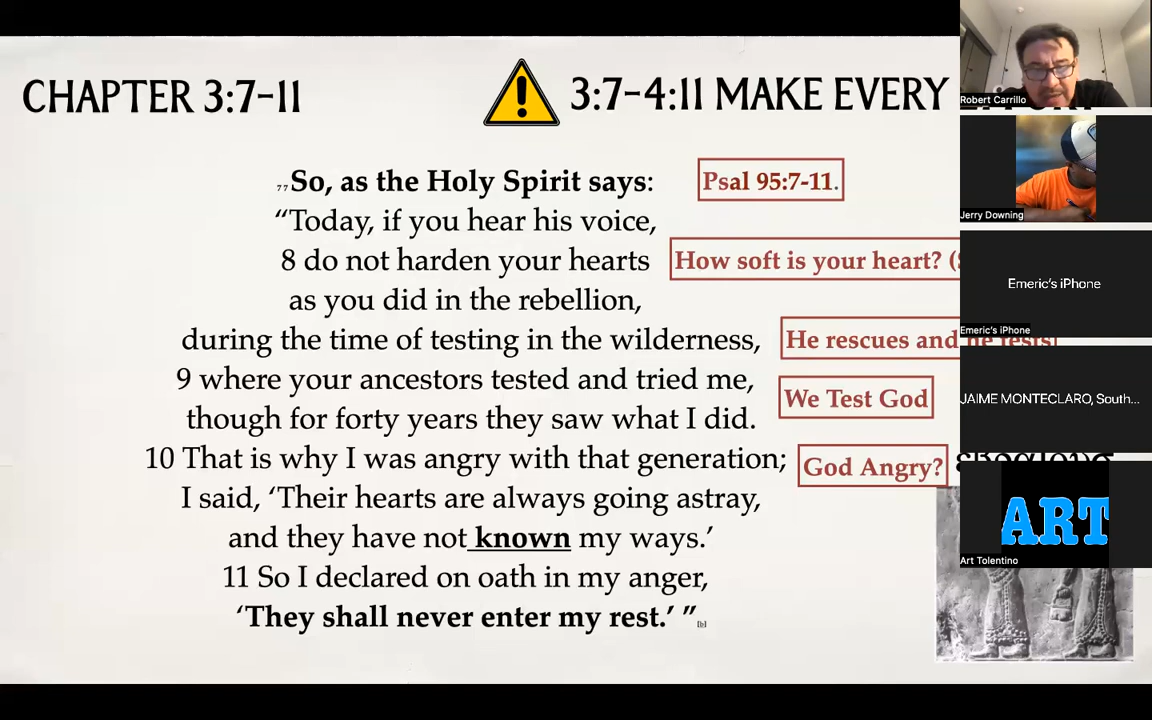 CHAPTER 3:7-11
3:7-4:11 MAKE EVERY
77 So, as the Holy Spirit says:
Psal 95:7-11.
“Today, if you hear his voice,
8 do not harden your hearts
How soft is your heart? (
as you did in the rebellion,
during the time of testing in the wilderness,
He rescues and he tests!
9 where your ancestors tested and tried me,
We Test God
though for forty years they saw what I did.
10 That is why I was angry with that generation;
God Angry?
I said, ‘Their hearts are always going astray,
and they have not known my ways.’
11 So I declared on oath in my anger,
‘They shall never enter my rest.’ ” [b]
Robert Carrillo
Jerry Downing
Emeric’s iPhone
Emeric’s iPhone
JAIME MONTECLARO, South...
ART
Art Tolentino